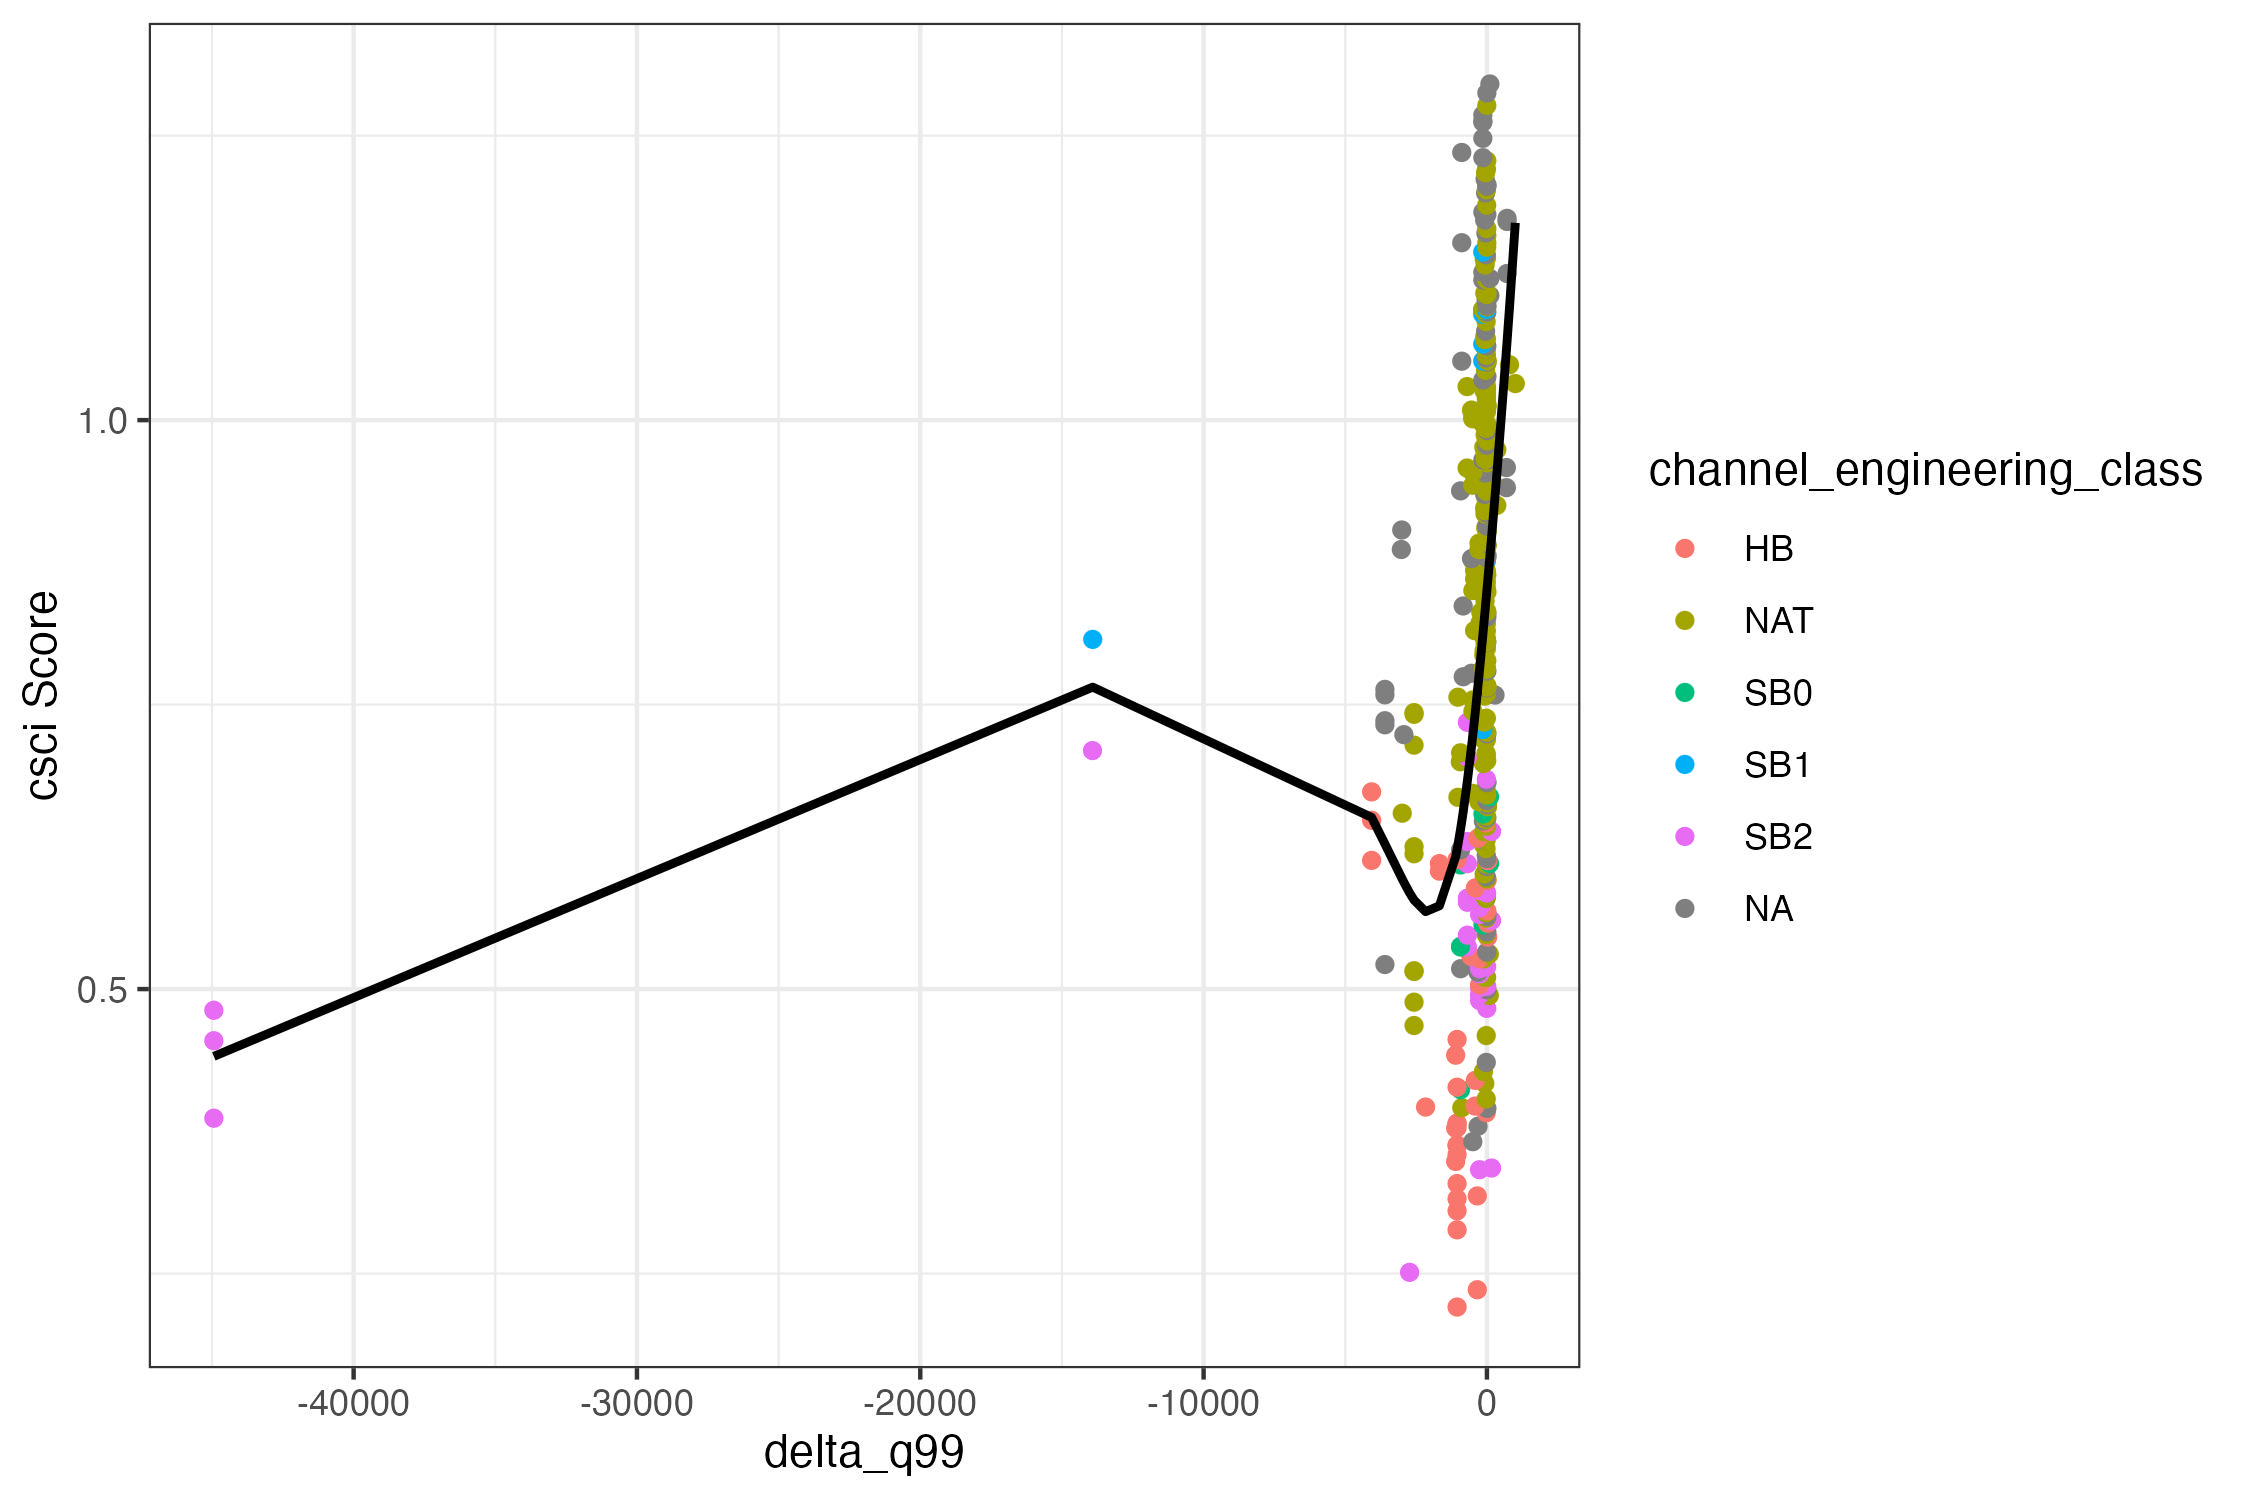 csci Score
1.0
0.5
-40000
-30000
-20000
-10000
0
delta_q99
channel_engineering_class
HB
NAT
SB0
SB1
SB2
NA